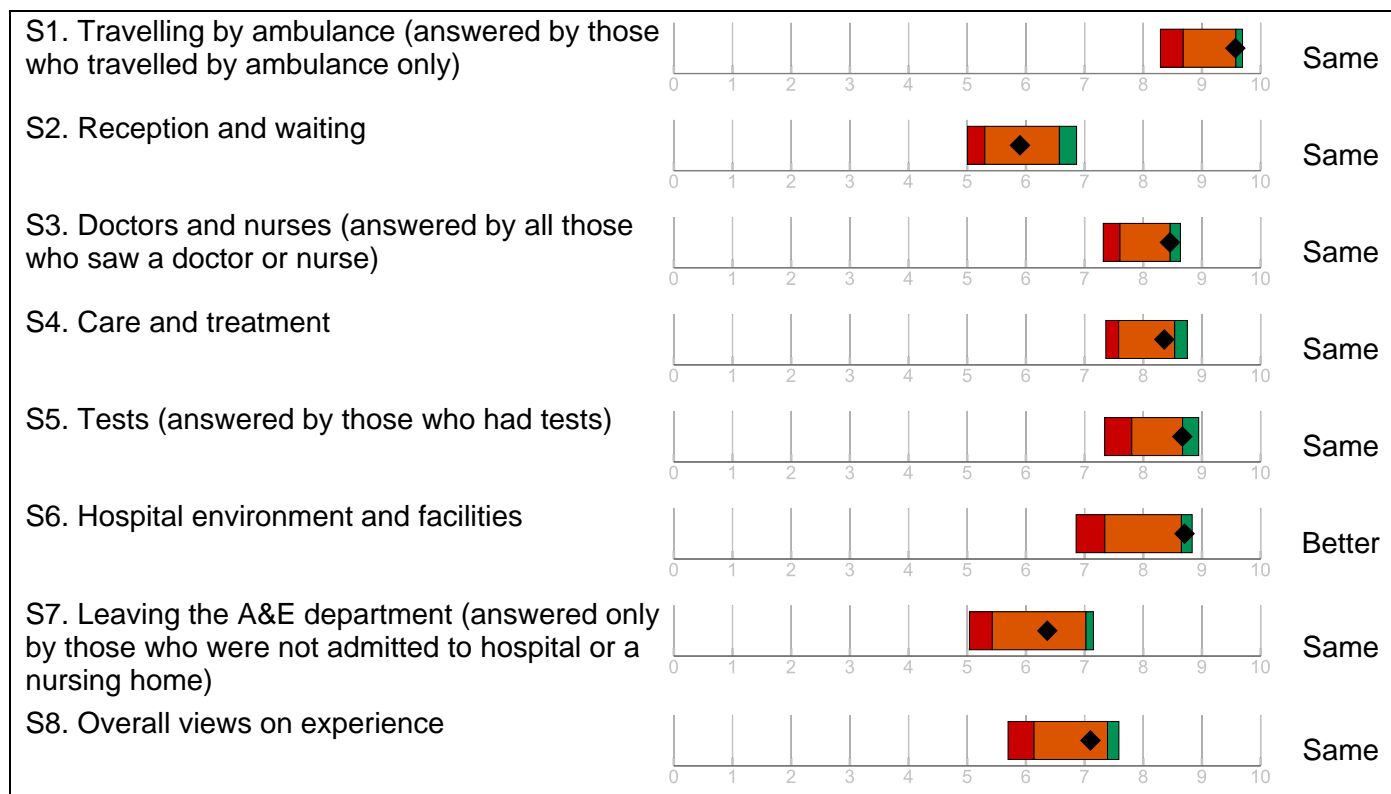 S1. Travelling by ambulance (answered by those
who travelled by ambulance only)
0 1 2 3 4 5 6 7 8 9 10
Same
S2. Reception and waiting
0 1 2 3 4 5 6 7 8 9 10
Same
S3. Doctors and nurses (answered by all those
who saw a doctor or nurse)
0 1 2 3 4 5 6 7 8 9 10
Same
S4. Care and treatment
0 1 2 3 4 5 6 7 8 9 10
Same
S5. Tests (answered by those who had tests)
0 1 2 3 4 5 6 7 8 9 10
Same
S6. Hospital environment and facilities
0 1 2 3 4 5 6 7 8 9 10
Better
S7. Leaving the A&E department (answered only
by those who were not admitted to hospital or a
nursing home)
0 1 2 3 4 5 6 7 8 9 10
Same
S8. Overall views on experience
0 1 2 3 4 5 6 7 8 9 10
Same